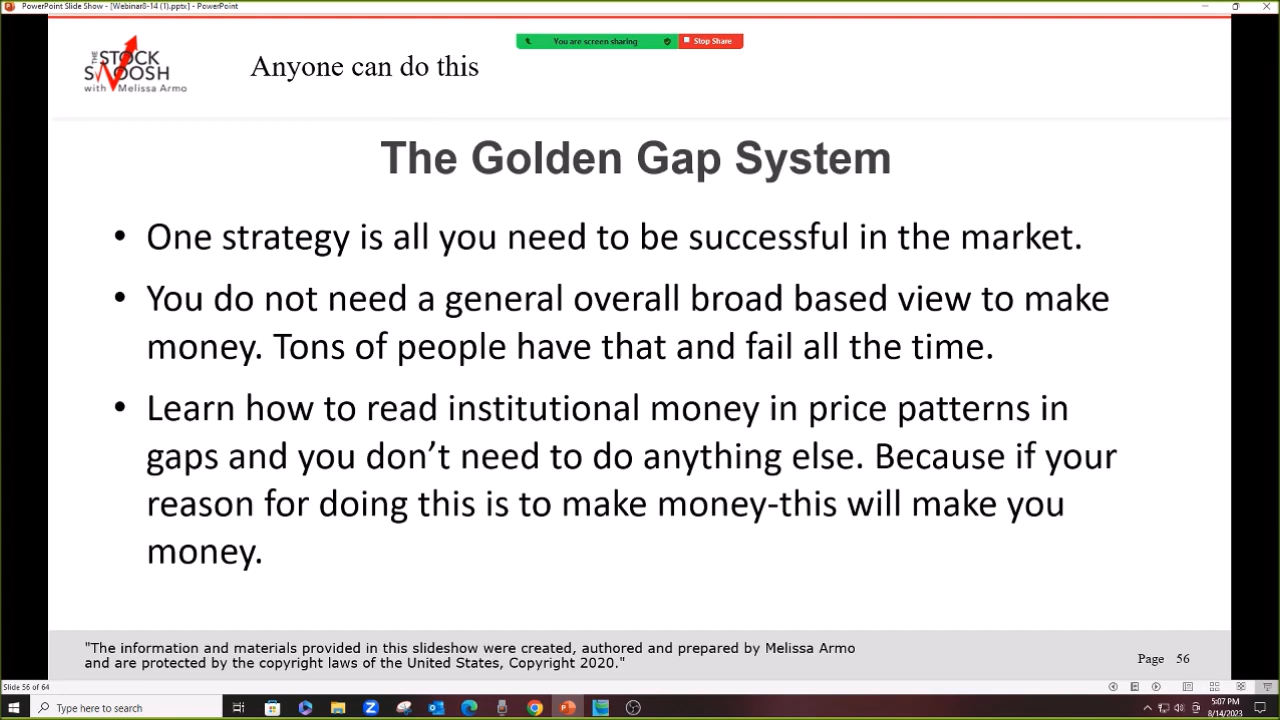 PowerPoint Slide Show - [Webinar8-14 (1).pptx] - PowerPoint
You are screen sharing
Stop Share
THE
STOCK
SWOOSH
with Melissa Armo
Anyone can do this
The Golden Gap System
• One strategy is all you need to be successful in the market.
• You do not need a general overall broad based view to make
money. Tons of people have that and fail all the time.
• Learn how to read institutional money in price patterns in
gaps and you don’t need to do anything else. Because if your
reason for doing this is to make money-this will make you
money.
"The information and materials provided in this slideshow were created, authored and prepared by Melissa Armo
and are protected by the copyright laws of the United States, Copyright 2020."
Page 56
Slide 56 of 64
Type here to search
5:07 PM
8/14/2023